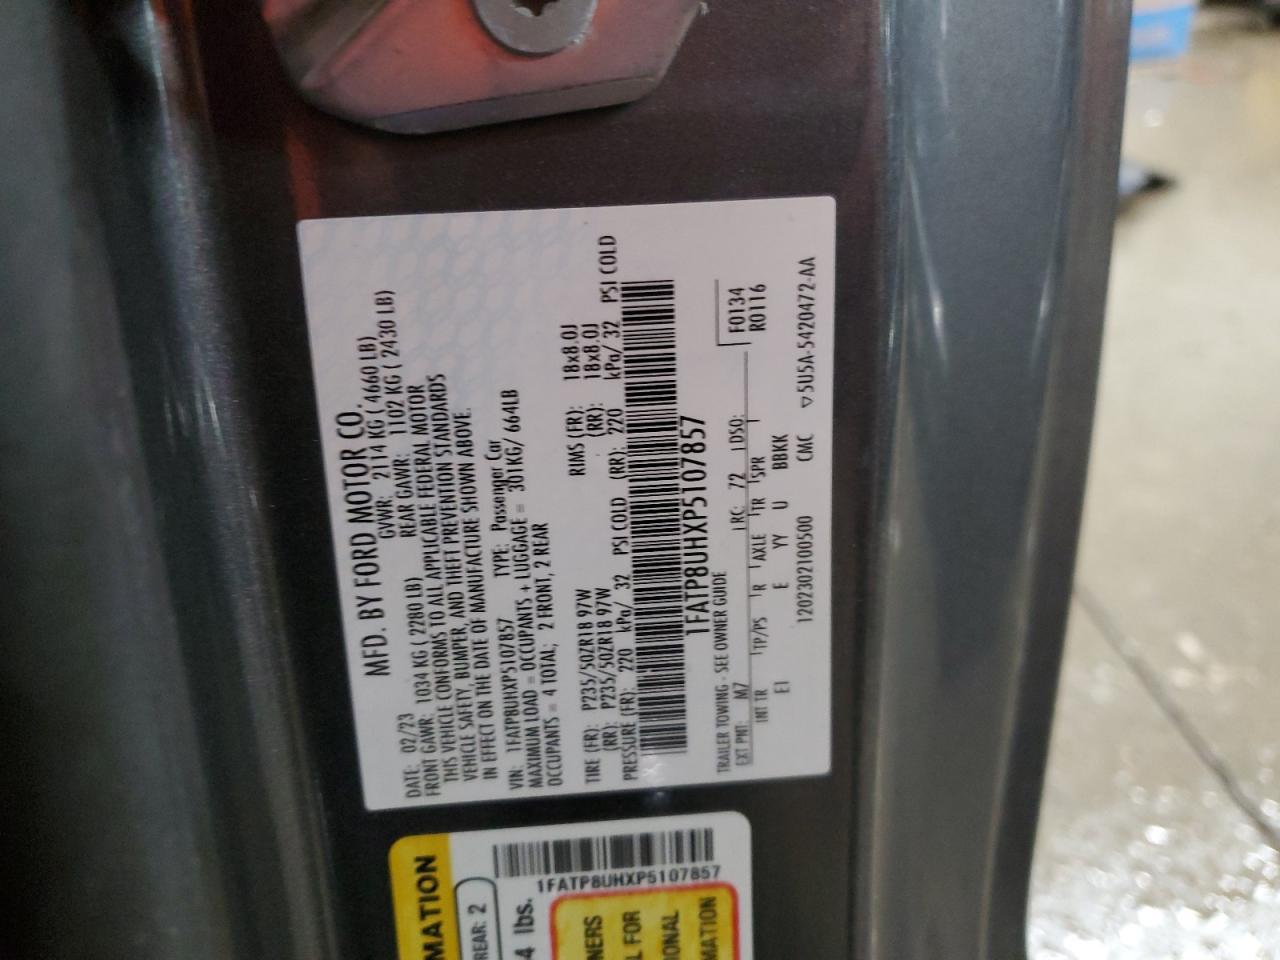 MFD. BY FORD MOTOR CO.
DATE: 02/23 GVWR: 2114 KG ( 4660 LB)
FRONT GAWR: 1034 KG ( 2280 LB) REAR GAWR: 1102 KG ( 2430 LB)
THIS VEHICLE CONFORMS TO ALL APPLICABLE FEDERAL MOTOR
VEHICLE SAFETY, BUMPER, AND THEFT PREVENTION STANDARDS
IN EFFECT ON THE DATE OF MANUFACTURE SHOWN ABOVE.
VIN: 1FATP8UHXP5107857 TYPE: Passenger Car
MAXIMUM LOAD = OCCUPANTS + LUGGAGE = 301KG/ 664LB
OCCUPANTS = 4 TOTAL; 2 FRONT, 2 REAR
TIRE (FR): P235/50ZR18 97W RIMS (FR): 18x8.0J
(RR): P235/50ZR18 97W (RR): 18x8.0J
PRESSURE (FR): 220 kPa/ 32 PSI COLD (RR): 220 kPa/ 32 PSI COLD
1FATP8UHXP5107857
TRAILER TOWING - SEE OWNER GUIDE
EXT PNT: M7 RC: 72 DSO: F0134
R0116
INT TR TP/PS R AXLE TR SPR
EI E YY U BBKK
1202302100500 CMC ▽5U5A-5420472-AA
MATION
REAR: 2
4 lbs.
1FATP8UHXP5107857
NERS
L FOR
IONAL
MATION